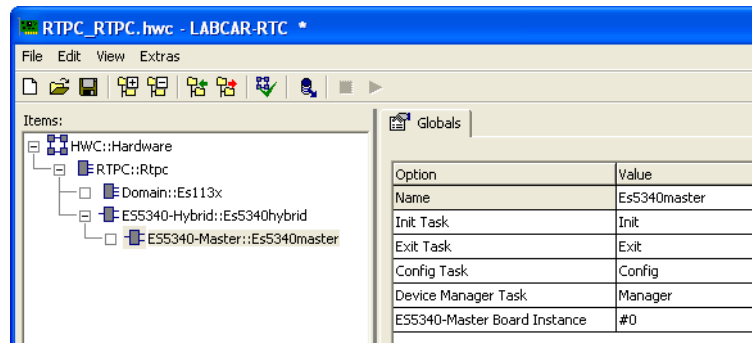 RTPC_RTPC.hwc - LABCAR-RTC *
File Edit View Extras
Items:
Globals
HWC::Hardware
RTPC::Rtpc
Domain::Es113x
ES5340-Hybrid::Es5340hybrid
ES5340-Master::Es5340master
Option Value
Name Es5340master
Init Task Init
Exit Task Exit
Config Task Config
Device Manager Task Manager
ES5340-Master Board Instance #0